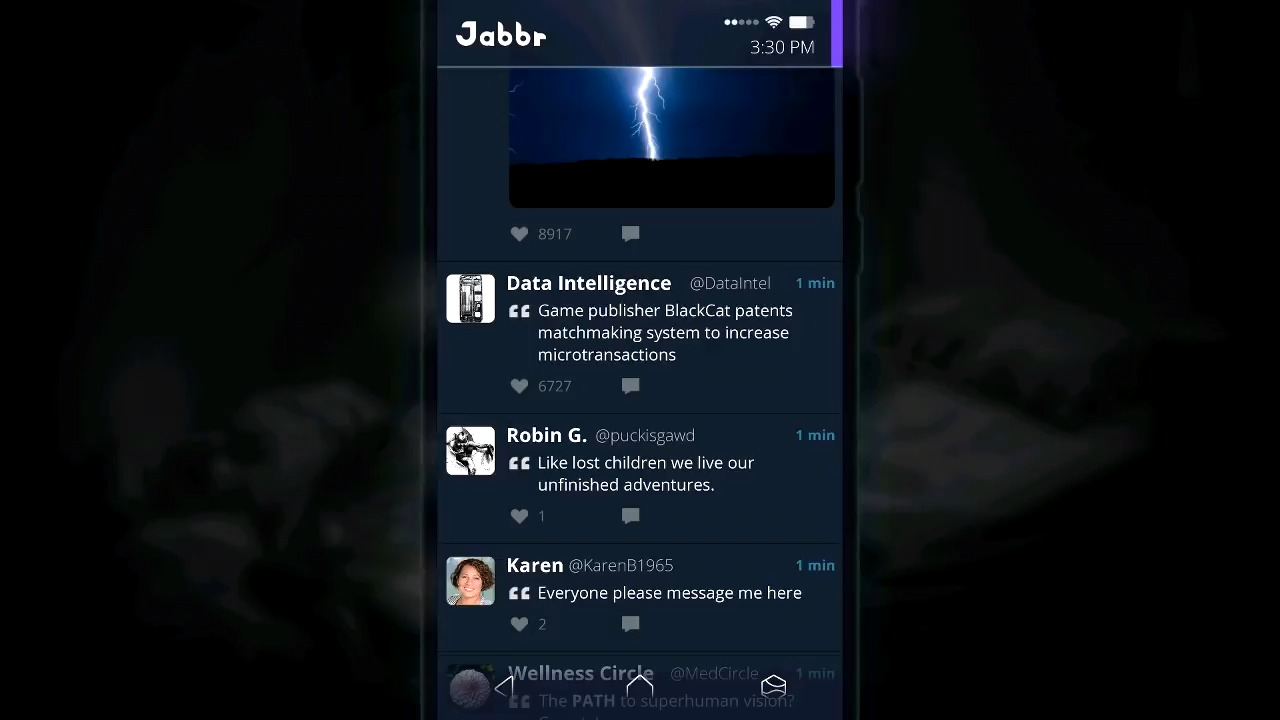 Jabbr
3:30 PM
8917
Data Intelligence @DataIntel 1 min
Game publisher BlackCat patents
matchmaking system to increase
microtransactions
6727
Robin G. @puckisgawd 1 min
Like lost children we live our
unfinished adventures.
1
Karen @KarenB1965 1 min
Everyone please message me here
2
Wellness Circle @MedCircle 1 min
The PATH to superhuman vision?